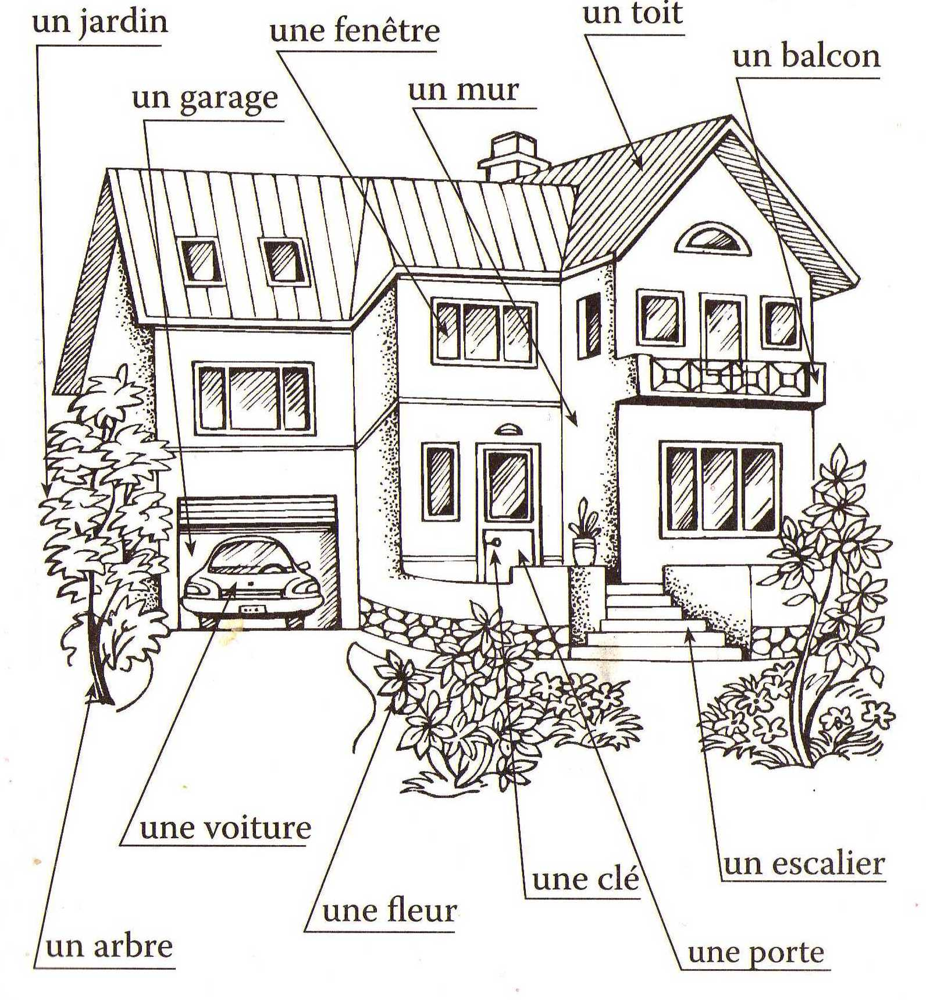 un jardin
une fenêtre
un toit
un balcon
un garage
un mur
une voiture
une clé
un escalier
une fleur
un arbre
une porte